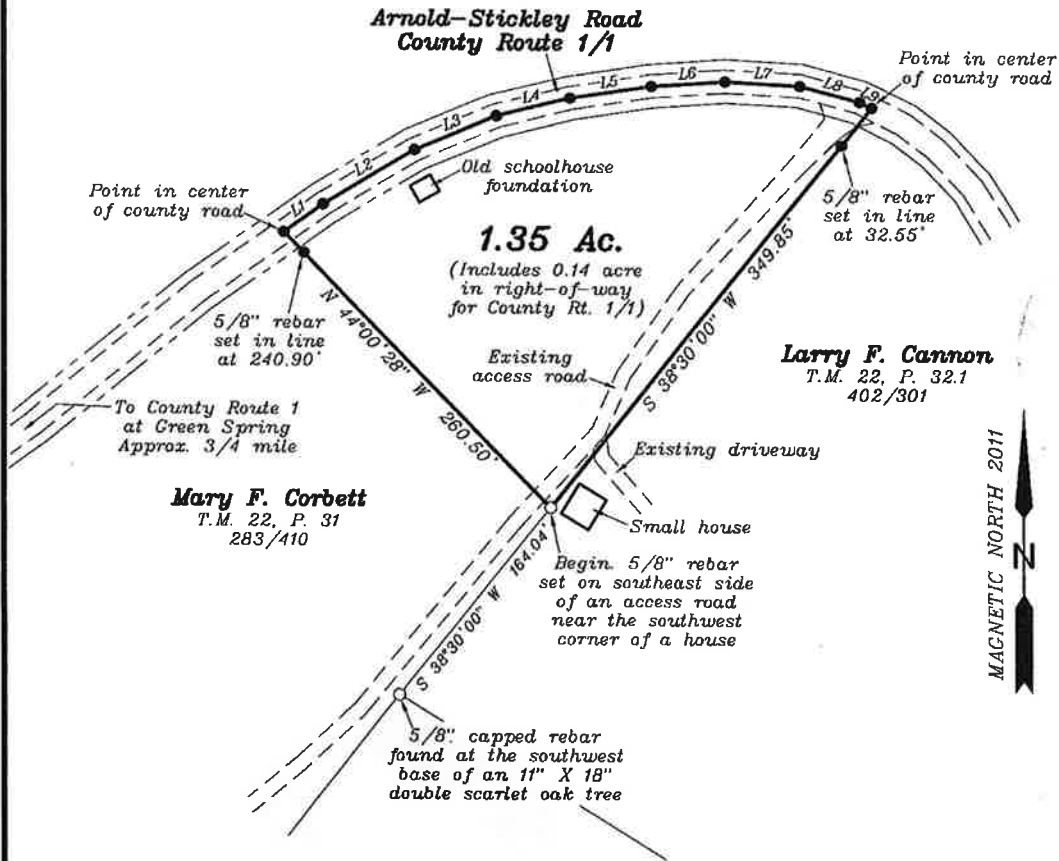 Arnold-Stickley Road
County Route 1/1
Point in center
of county road
L1
L2
L3
L4
L5
L6
L7
L8
L9
Old schoolhouse
foundation
Point in center
of county road
5/8" rebar
set in line
at 32.55'
1.35 Ac.
(Includes 0.14 acre
in right-of-way
for County Rt. 1/1)
5/8" rebar
set in line
at 240.90'
N 44°00'28" W 260.50'
S 38°30'00" W 349.85'
Existing
access road
Larry F. Cannon
T.M. 22, P. 32.1
402/301
To County Route 1
at Green Spring
Approx. 3/4 mile
Existing driveway
Mary F. Corbett
T.M. 22, P. 31
283/410
Small house
Begin. 5/8" rebar
set on southeast side
of an access road
near the southwest
corner of a house
S 38°30'00" W 164.04'
MAGNETIC NORTH 2011
N
5/8" capped rebar
found at the southwest
base of an 11" X 18"
double scarlet oak tree